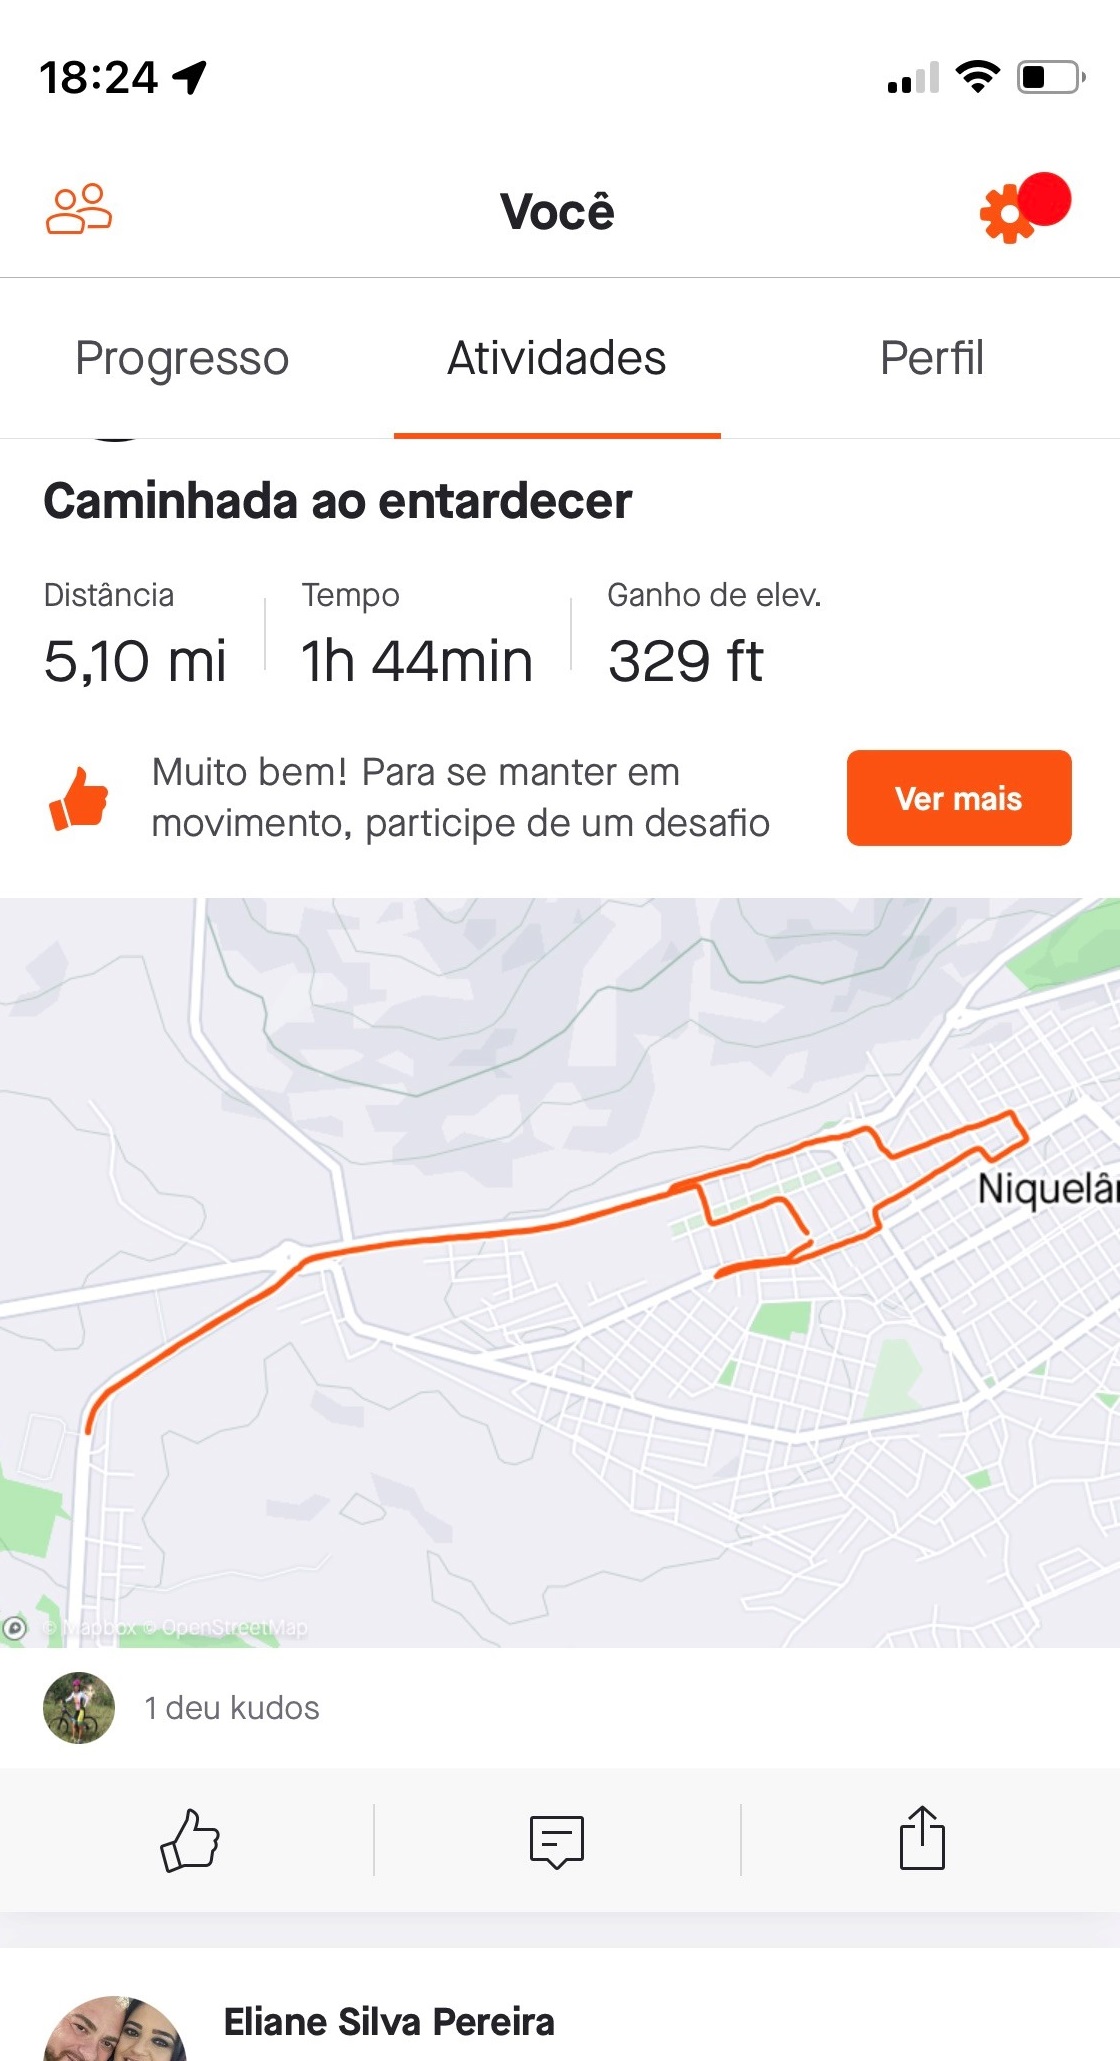 18:24
Você
Progresso
Atividades
Perfil
Caminhada ao entardecer
Distância
Tempo
Ganho de elev.
5,10 mi
1h 44min
329 ft
Muito bem! Para se manter em
movimento, participe de um desafio
Ver mais
Niquelâ
© Mapbox © OpenStreetMap
1 deu kudos
Eliane Silva Pereira